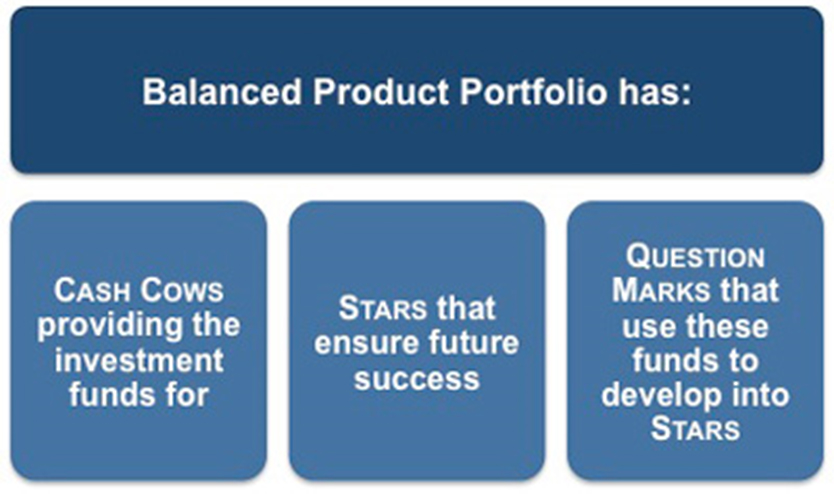 Balanced Product Portfolio has:
CASH COWS
providing the
investment
funds for
STARS that
ensure future
success
QUESTION
MARKS that
use these
funds to
develop into
STARS